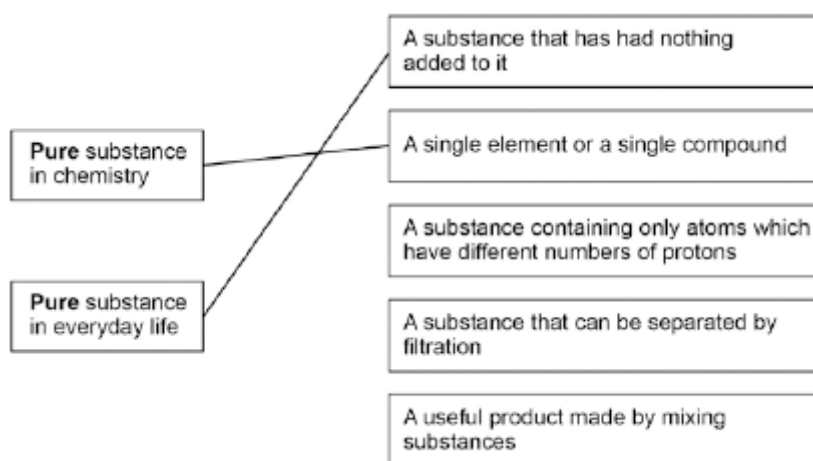 A substance that has had nothing
added to it
Pure substance
in chemistry
A single element or a single compound
A substance containing only atoms which
have different numbers of protons
Pure substance
in everyday life
A substance that can be separated by
filtration
A useful product made by mixing
substances